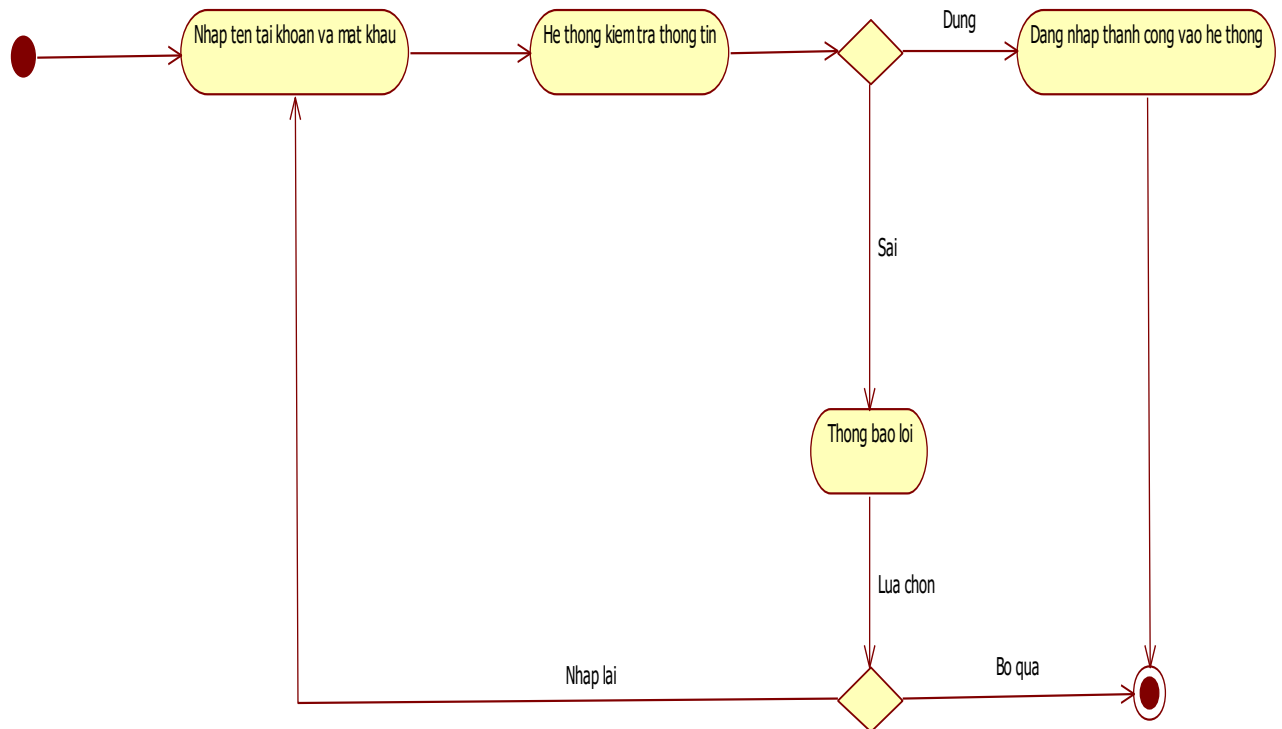 Dung
Nhap ten tai khoan va mat khau
He thong kiem tra thong tin
Dang nhap thanh cong vao he thong
Sai
Thong bao loi
Lua chon
Nhap lai
Bo qua